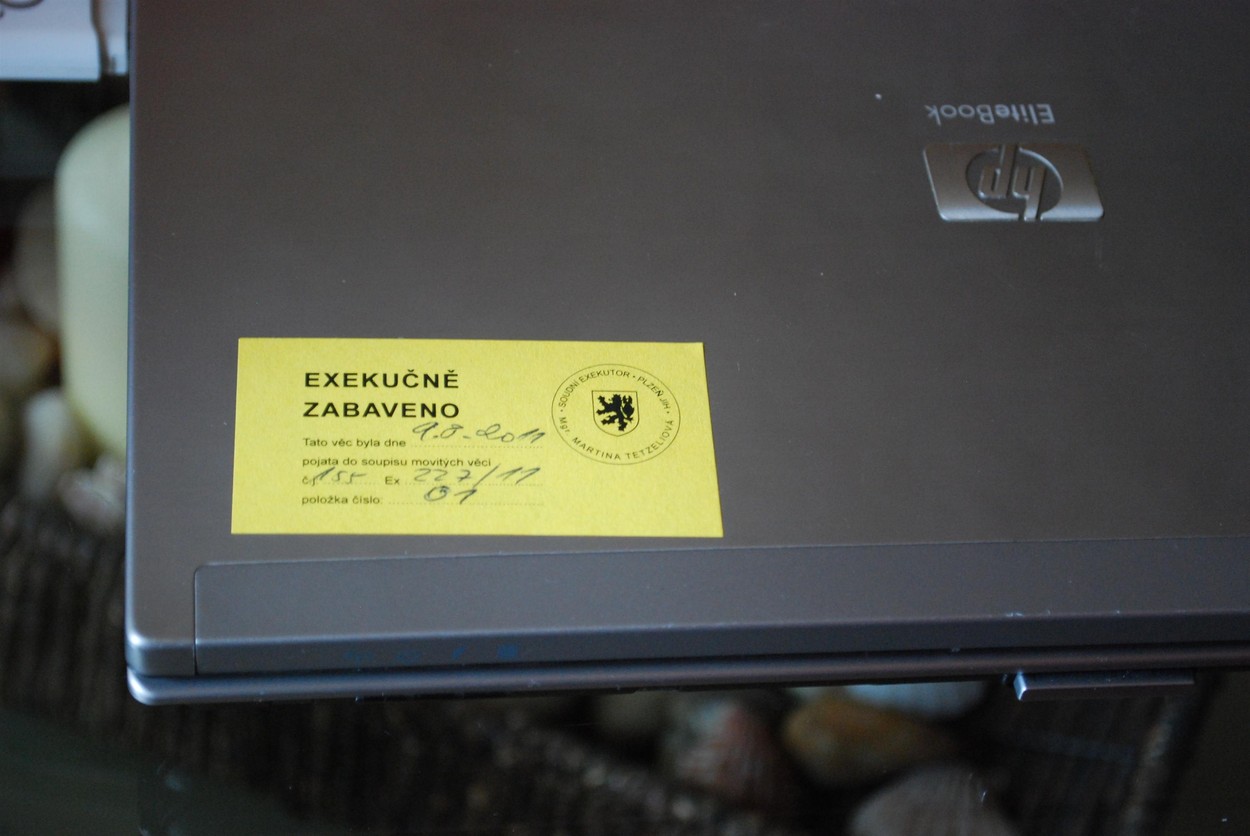 EliteBook
hp
EXEKUČNĚ
ZABAVENO
Tato věc byla dne 9.8.2011
pojata do soupisu movitých věcí
čj. 155 Ex 227/11
položka číslo: 01
SOUDNÍ EXEKUTOR • PLZEŇ JIH •
Mgr. MARTINA TETZELIOVÁ